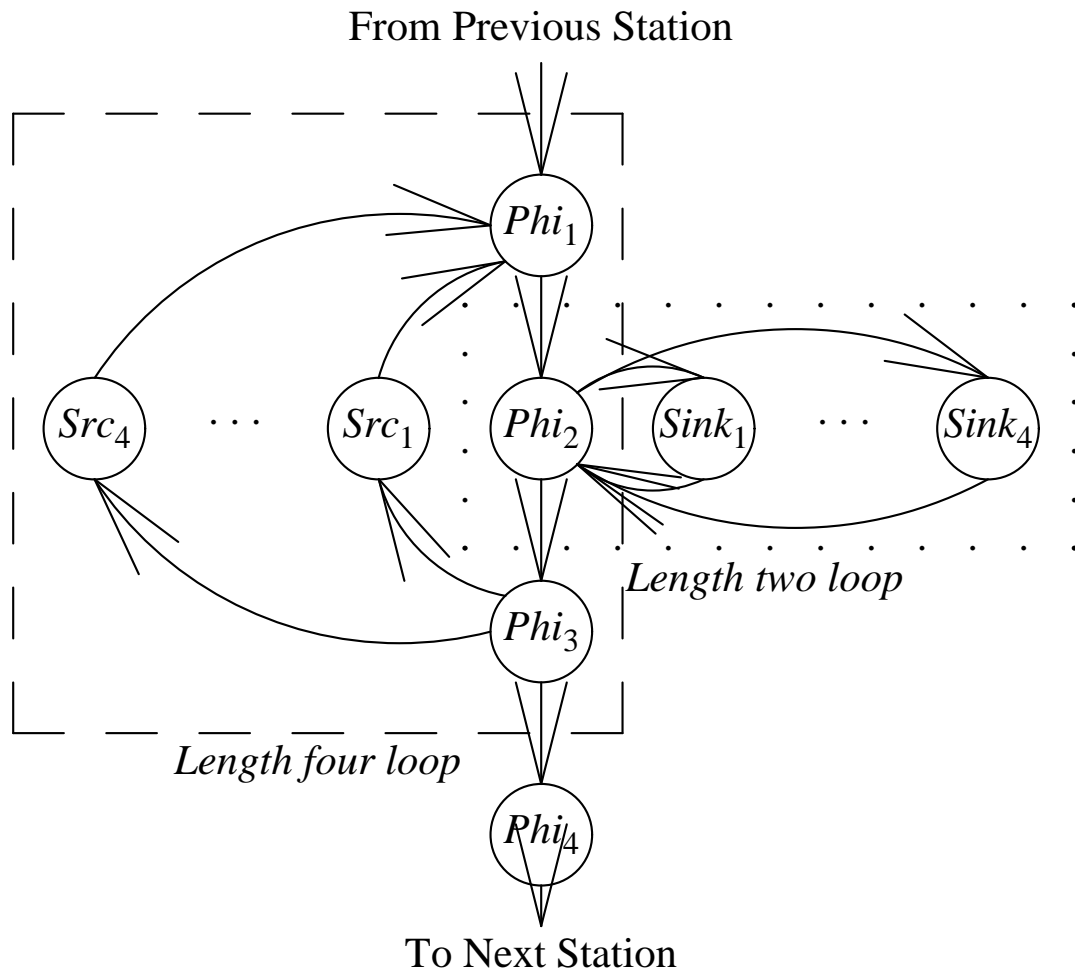 From Previous Station
Phi1
Src4 ... Src1 Phi2 Sink1 ... Sink4
Length two loop
Phi3
Length four loop
Phi4
To Next Station